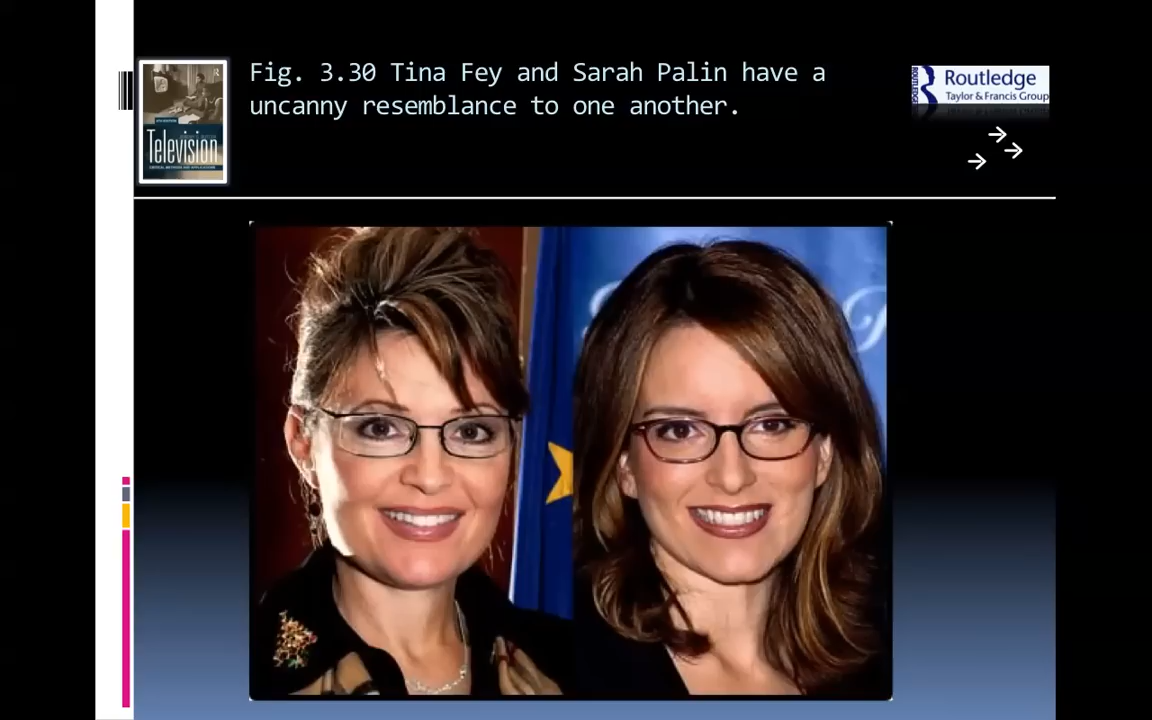 Fig. 3.30 Tina Fey and Sarah Palin have a
uncanny resemblance to one another.
Routledge
Taylor & Francis Group
ROUTLEDGE
Television